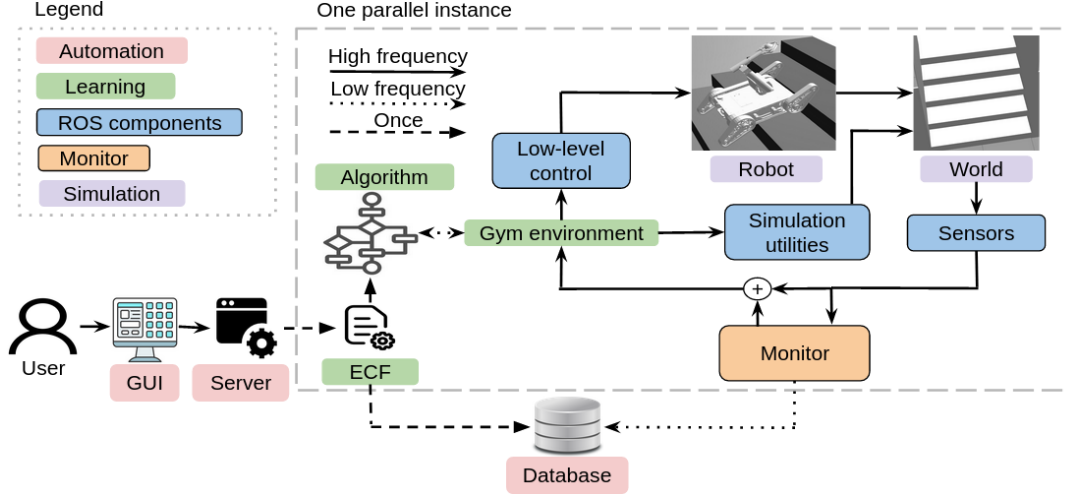 Legend
Automation
Learning
ROS components
Monitor
Simulation
One parallel instance
High frequency
Low frequency
Once
Algorithm
Low-level
control
Robot
World
Gym environment
Simulation
utilities
Sensors
+
Monitor
User
GUI
Server
ECF
Database